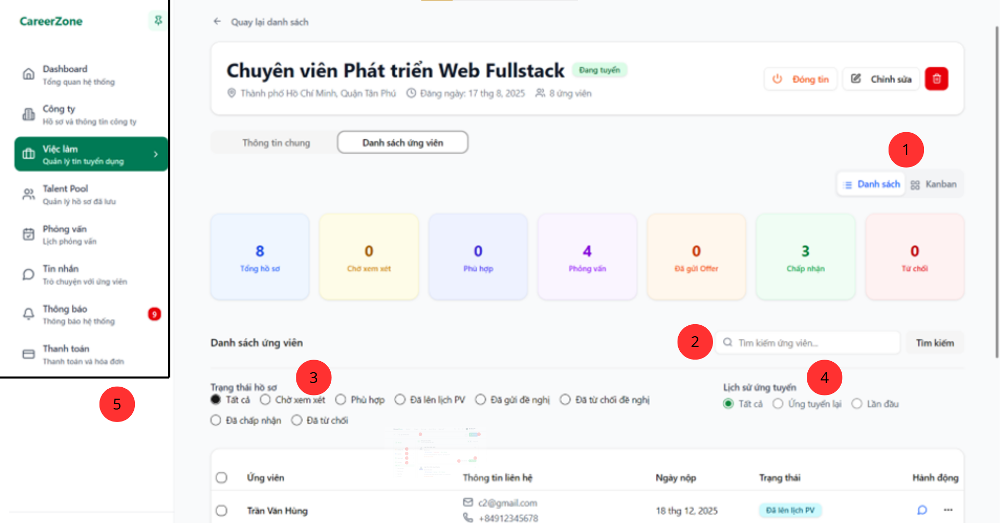 CareerZone
Dashboard
Tổng quan hệ thống
Công ty
Hồ sơ và thông tin công ty
Việc làm
Quản lý tin tuyển dụng
Talent Pool
Quản lý hồ sơ đã lưu
Phỏng vấn
Lịch phỏng vấn
Tin nhắn
Trò chuyện với ứng viên
Thông báo
Thông báo hệ thống
9
Thanh toán
Thanh toán và hóa đơn
5
Quay lại danh sách
Chuyên viên Phát triển Web Fullstack Đang tuyển
Thành phố Hồ Chí Minh, Quận Tân Phú Đăng ngày: 17 thg 8, 2025 8 ứng viên
Đóng tin Chỉnh sửa
Thông tin chung Danh sách ứng viên
1
Danh sách Kanban
8 0 0 4 0 3 0
Tổng hồ sơ Chờ xem xét Phù hợp Phỏng vấn Đã gửi Offer Chấp nhận Từ chối
Danh sách ứng viên 2 Tìm kiếm ứng viên... Tìm kiếm
3 4
Trạng thái hồ sơ Lịch sử ứng tuyển
Tất cả Chờ xem xét Phù hợp Đã lên lịch PV Đã gửi đề nghị Đã từ chối đề nghị
Tất cả Ứng tuyển lại Lần đầu
Đã chấp nhận Đã từ chối
Ứng viên Thông tin liên hệ Ngày nộp Trạng thái Hành động
Trần Văn Hùng c2@gmail.com 18 thg 12, 2025 Đã lên lịch PV
+84912345678